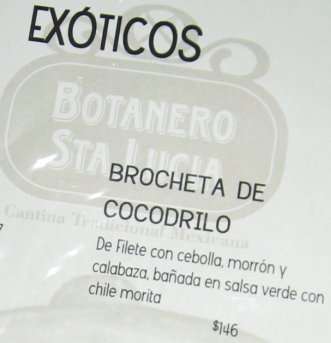 EXÓTICOS
BOTANERO
STA. LUCIA
BROCHETA DE
COCODRILO
Cantina Tradicional Mexicana
De Filete con cebolla, morrón y
calabaza, bañada en salsa verde con
chile morita
$146